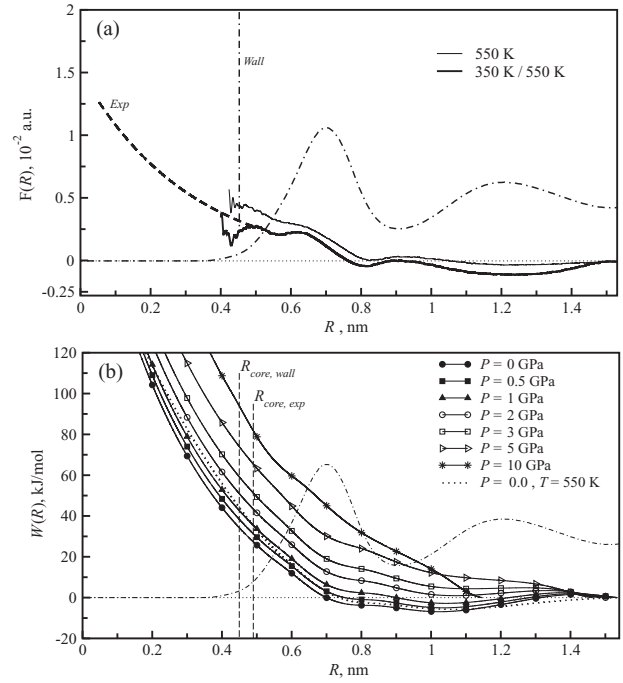 (a)
2
1.5
1
0.5
0
-0.25
F(R), 10⁻² a.u.
Exp
Wall
550 K
350 K / 550 K
0 0.2 0.4 0.6 0.8 1 1.2 1.4
R , nm
(b)
120
100
80
60
40
20
0
-20
W(R), kJ/mol
R core, wall
R core, exp
P = 0 GPa
P = 0.5 GPa
P = 1 GPa
P = 2 GPa
P = 3 GPa
P = 5 GPa
P = 10 GPa
P = 0.0 , T = 550 K
0.2 0.4 0.6 0.8 1 1.2 1.4
R, nm